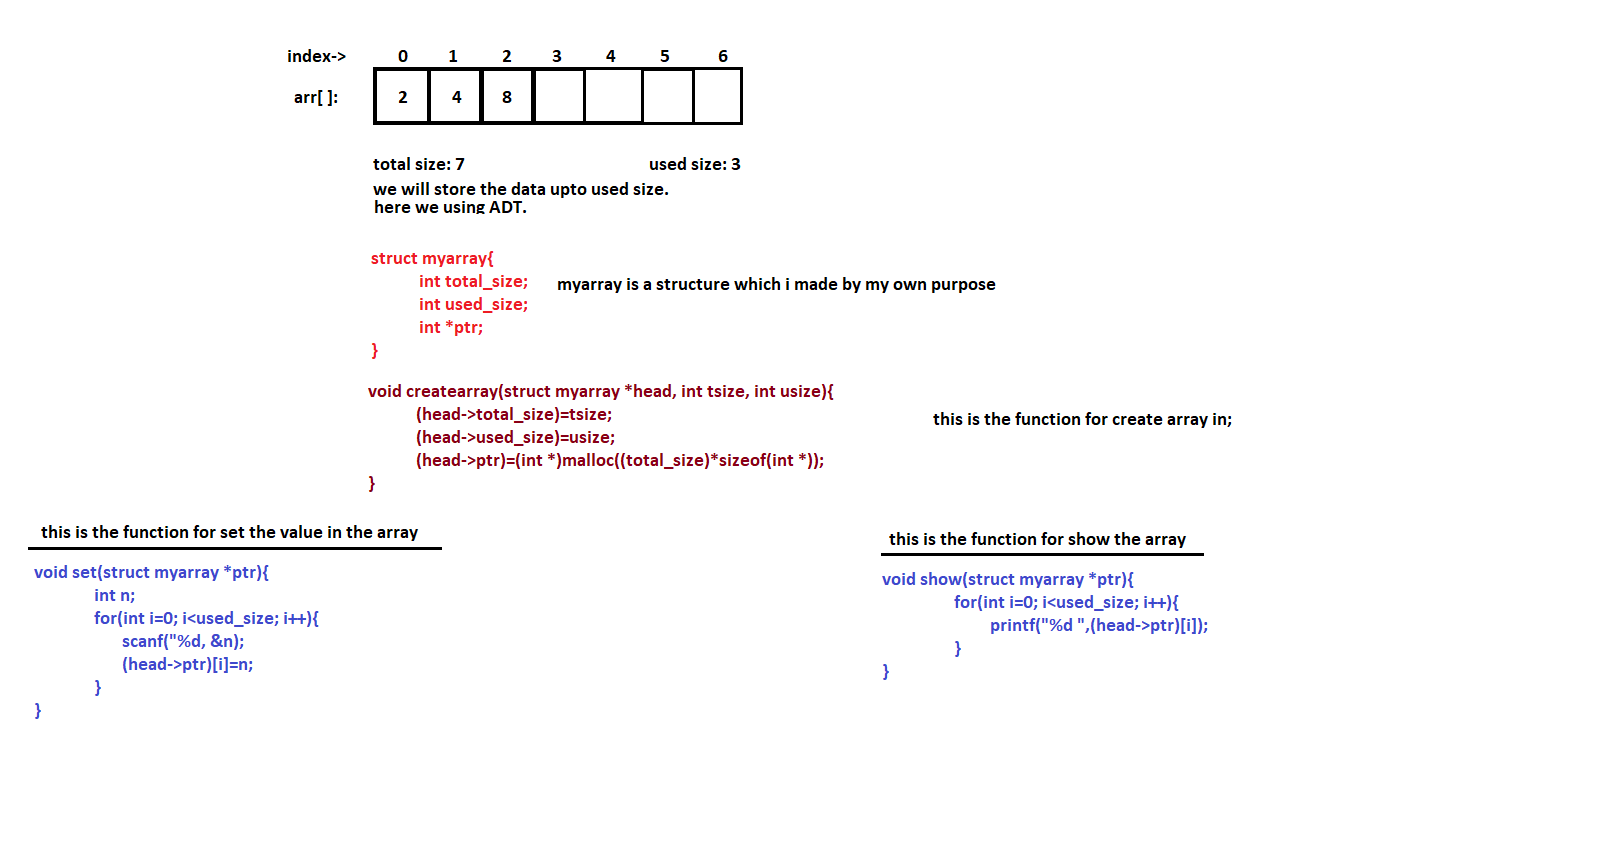 index-> 0 1 2 3 4 5 6
arr[ ]: 2 4 8
total size: 7 used size: 3
we will store the data upto used size.
here we using ADT.
struct myarray{
int total_size; myarray is a structure which i made by my own purpose
int used_size;
int *ptr;
}
void createarray(struct myarray *head, int tsize, int usize){
(head->total_size)=tsize; this is the function for create array in;
(head->used_size)=usize;
(head->ptr)=(int *)malloc((total_size)*sizeof(int *));
}
this is the function for set the value in the array
void set(struct myarray *ptr){
int n;
for(int i=0; i<used_size; i++){
scanf("%d, &n);
(head->ptr)[i]=n;
}
}
this is the function for show the array
void show(struct myarray *ptr){
for(int i=0; i<used_size; i++){
printf("%d ",(head->ptr)[i]);
}
}